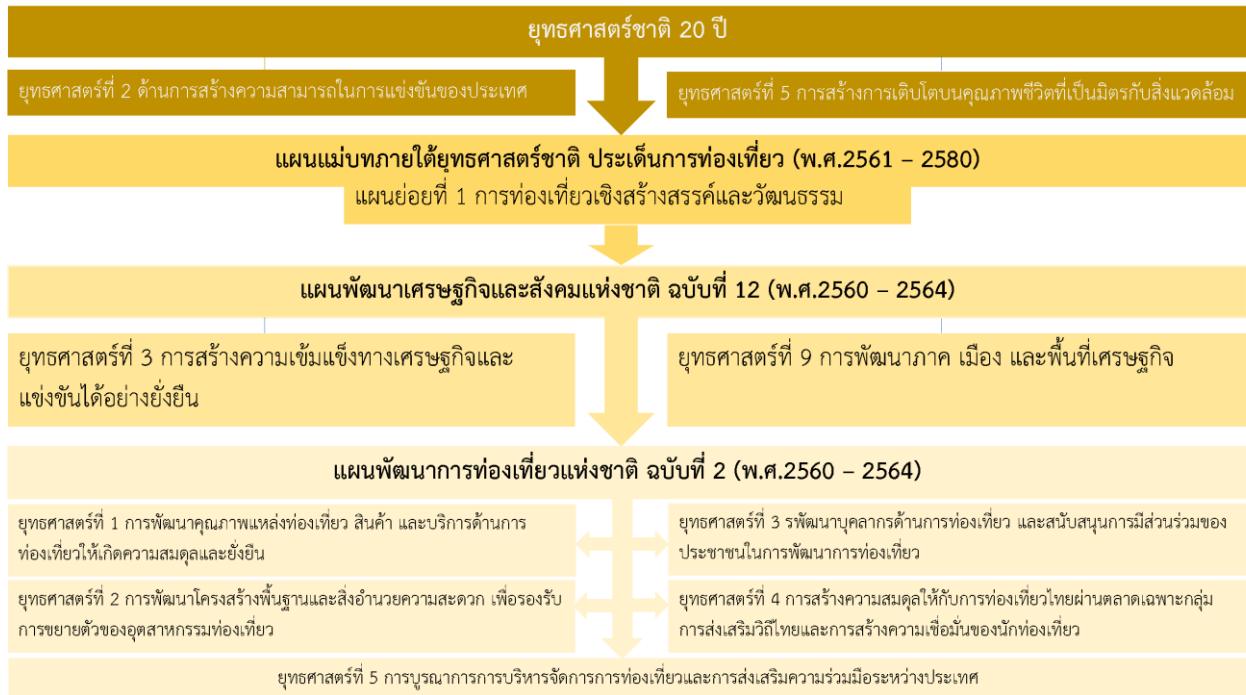 ยุทธศาสตร์ชาติ 20 ปี
ยุทธศาสตร์ที่ 2 ด้านการสร้างความสามารถในการแข่งขันของประเทศ
ยุทธศาสตร์ที่ 5 การสร้างการเติบโตบนคุณภาพชีวิตที่เป็นมิตรกับสิ่งแวดล้อม
แผนแม่บทภายใต้ยุทธศาสตร์ชาติ ประเด็นการท่องเที่ยว (พ.ศ.2561 – 2580)
แผนย่อยที่ 1 การท่องเที่ยวเชิงสร้างสรรค์และวัฒนธรรม
แผนพัฒนาเศรษฐกิจและสังคมแห่งชาติ ฉบับที่ 12 (พ.ศ.2560 – 2564)
ยุทธศาสตร์ที่ 3 การสร้างความเข้มแข็งทางเศรษฐกิจและ
แข่งขันได้อย่างยั่งยืน
ยุทธศาสตร์ที่ 9 การพัฒนาภาค เมือง และพื้นที่เศรษฐกิจ
แผนพัฒนาการท่องเที่ยวแห่งชาติ ฉบับที่ 2 (พ.ศ.2560 – 2564)
ยุทธศาสตร์ที่ 1 การพัฒนาคุณภาพแหล่งท่องเที่ยว สินค้า และบริการด้านการ
ท่องเที่ยวให้เกิดความสมดุลและยั่งยืน
ยุทธศาสตร์ที่ 3 รพัฒนาบุคลากรด้านการท่องเที่ยว และสนับสนุนการมีส่วนร่วมของ
ประชาชนในการพัฒนาการท่องเที่ยว
ยุทธศาสตร์ที่ 2 การพัฒนาโครงสร้างพื้นฐานและสิ่งอำนวยความสะดวก เพื่อรองรับ
การขยายตัวของอุตสาหกรรมท่องเที่ยว
ยุทธศาสตร์ที่ 4 การสร้างความสมดุลให้กับการท่องเที่ยวไทยผ่านตลาดเฉพาะกลุ่ม
การส่งเสริมวิถีไทยและการสร้างความเชื่อมั่นของนักท่องเที่ยว
ยุทธศาสตร์ที่ 5 การบูรณาการการบริหารจัดการการท่องเที่ยวและการส่งเสริมความร่วมมือระหว่างประเทศ